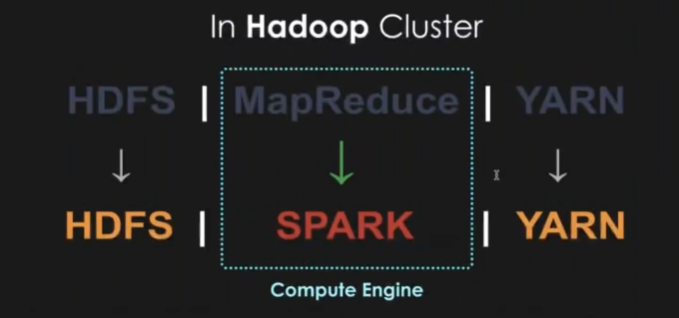 In Hadoop Cluster
HDFS | MapReduce | YARN
↓ ↓ ↓
HDFS | SPARK | YARN
Compute Engine